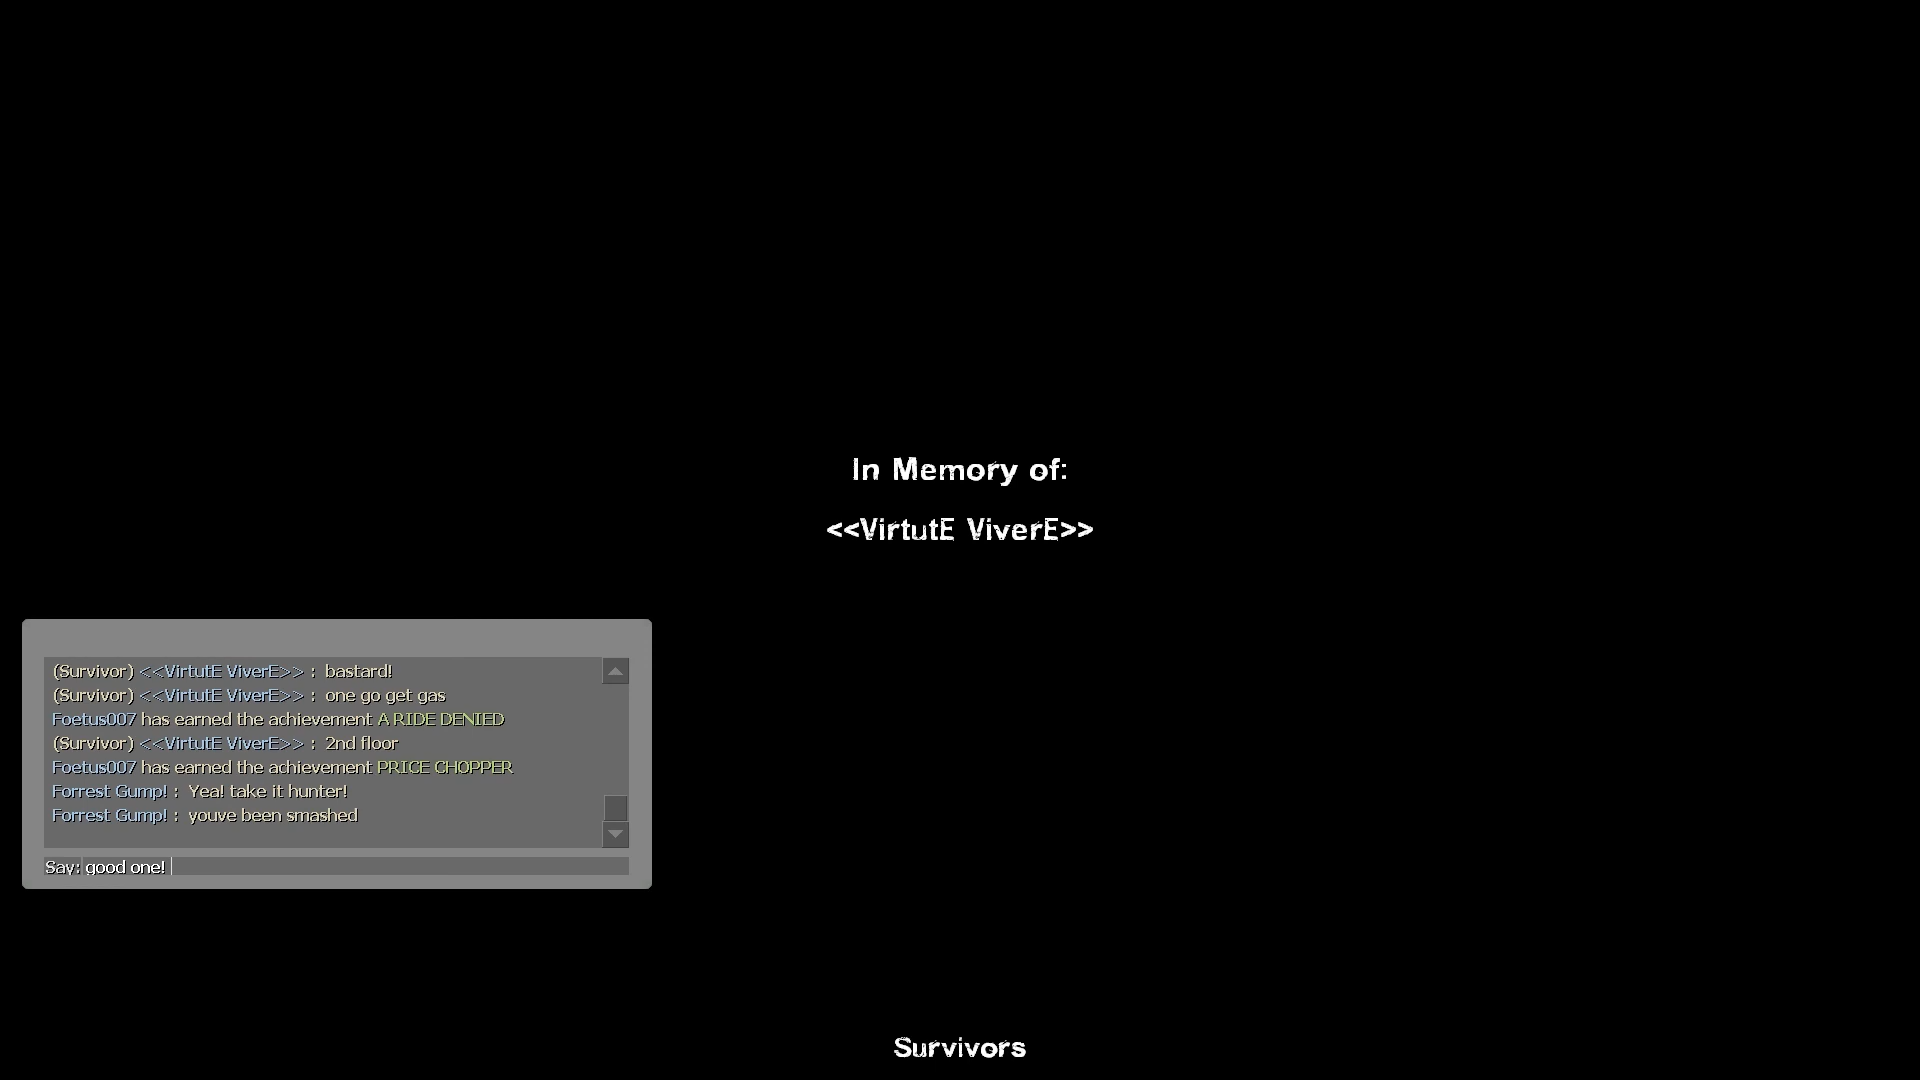 In Memory of:
<<VirtutE ViverE>>
(Survivor) <<VirtutE ViverE>> :  bastard!
(Survivor) <<VirtutE ViverE>> :  one go get gas
Foetus007 has earned the achievement A RIDE DENIED
(Survivor) <<VirtutE ViverE>> :  2nd floor
Foetus007 has earned the achievement PRICE CHOPPER
Forrest Gump! :  Yea! take it hunter!
Forrest Gump! :  youve been smashed
Say: good one!
Survivors